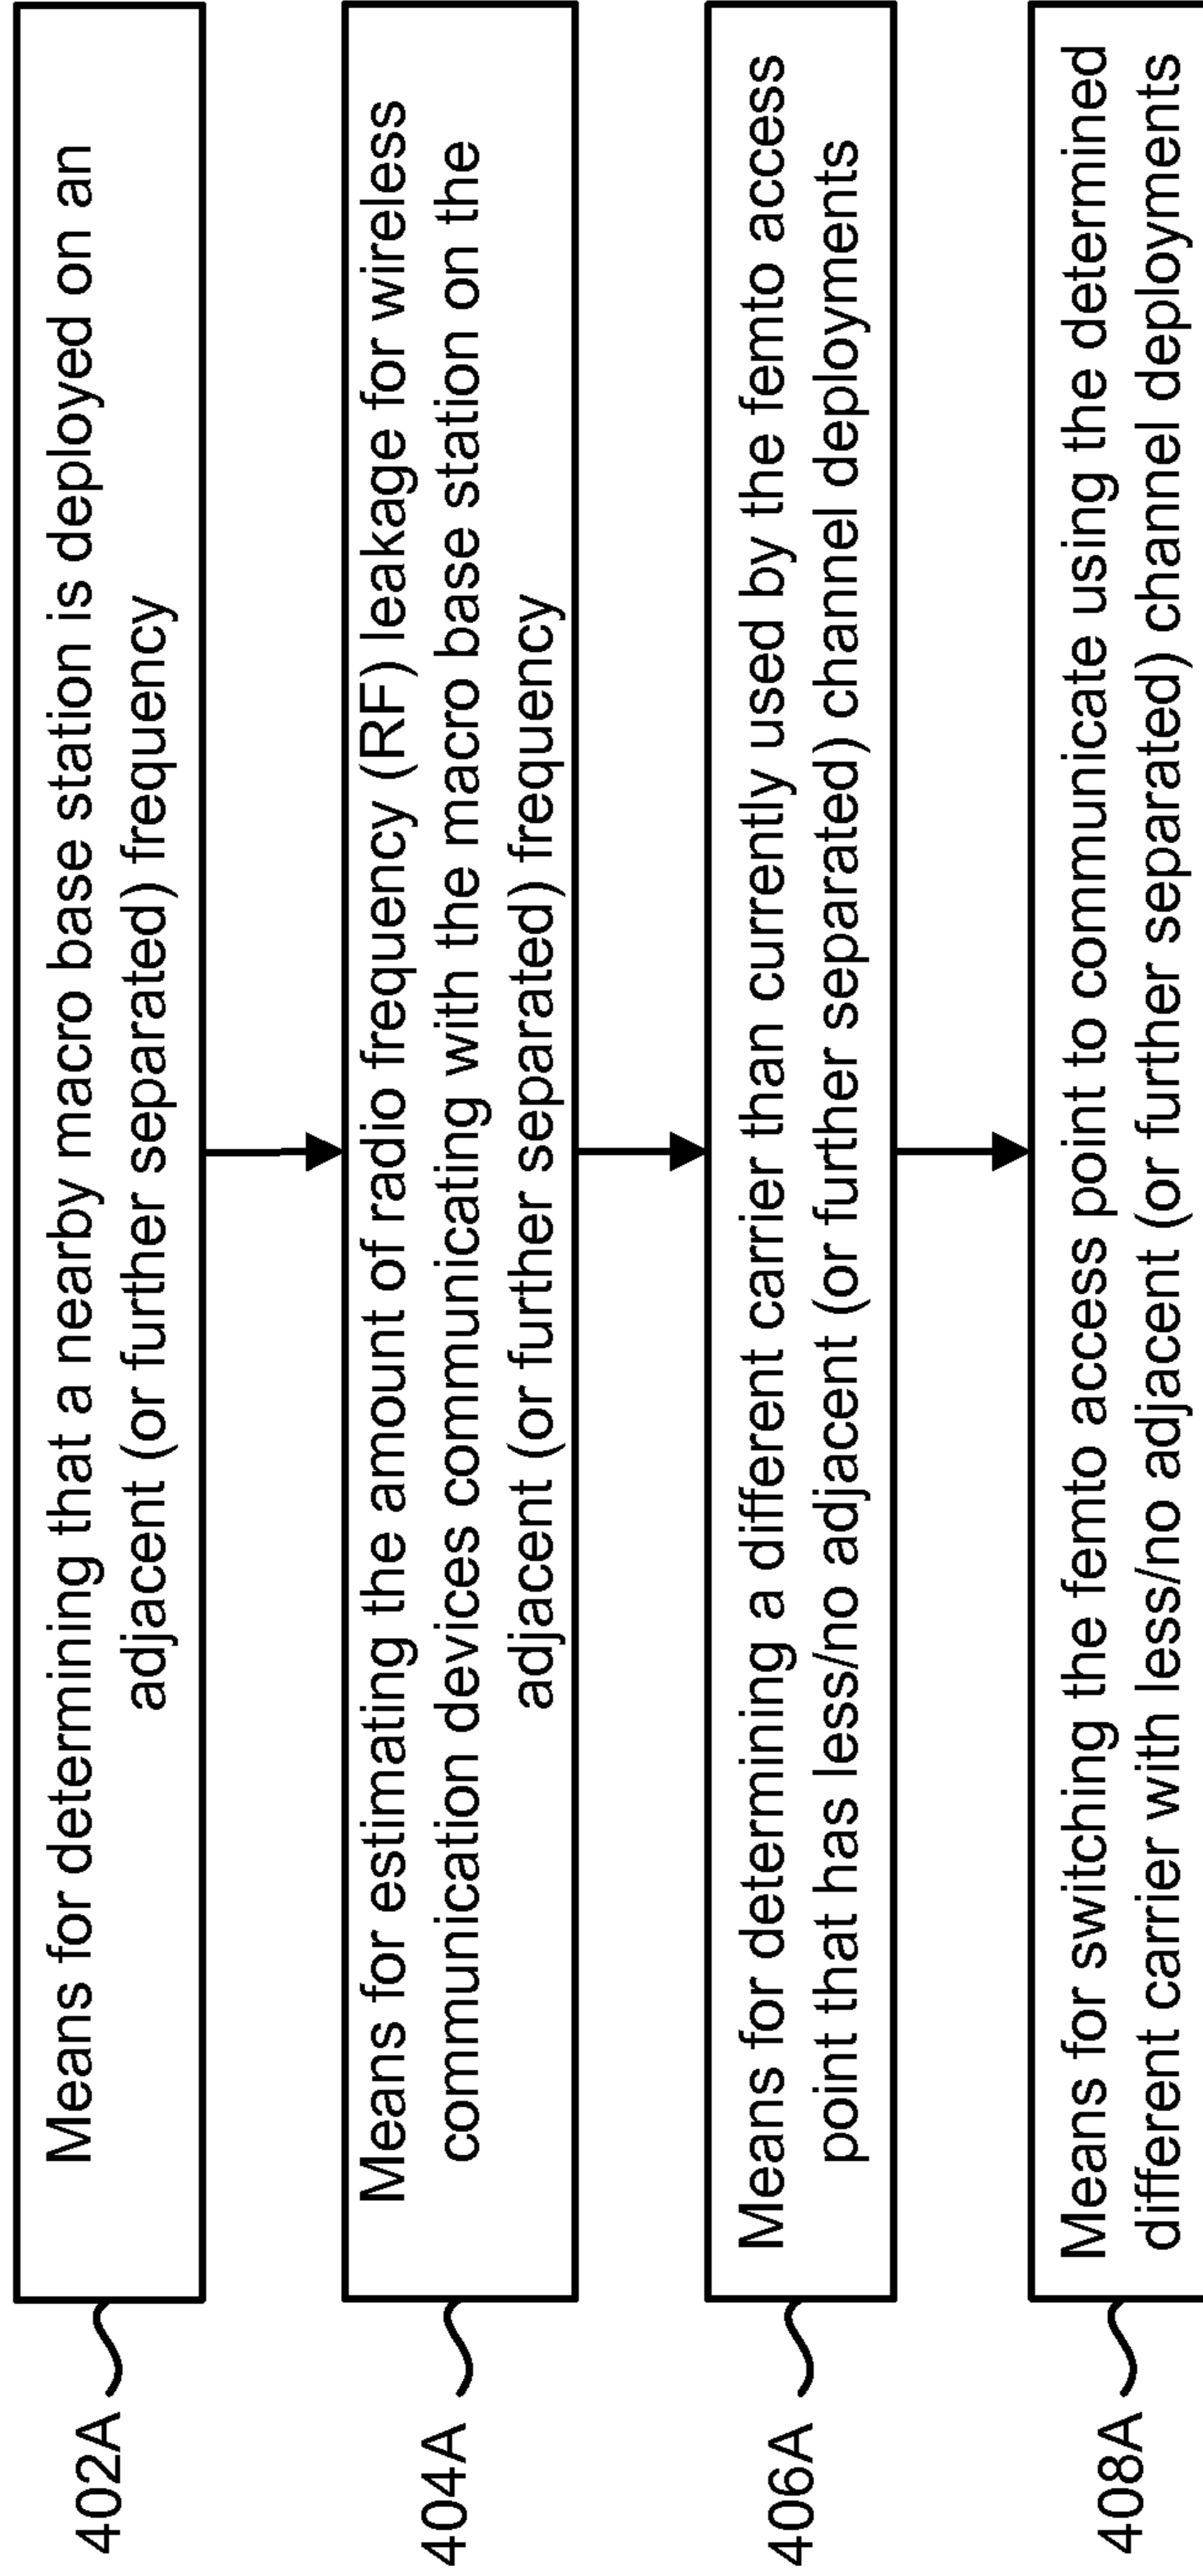 402A
Means for determining that a nearby macro base station is deployed on an
adjacent (or further separated) frequency
404A
Means for estimating the amount of radio frequency (RF) leakage for wireless
communication devices communicating with the macro base station on the
adjacent (or further separated) frequency
406A
Means for determining a different carrier than currently used by the femto access
point that has less/no adjacent (or further separated) channel deployments
408A
Means for switching the femto access point to communicate using the determined
different carrier with less/no adjacent (or further separated) channel deployments